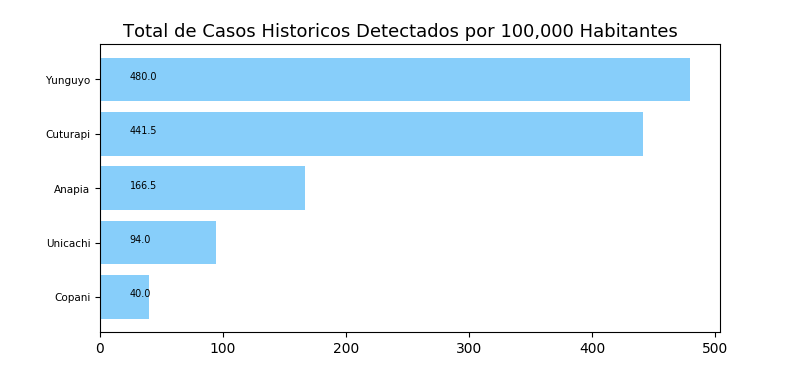 Total de Casos Historicos Detectados por 100,000 Habitantes
Yunguyo 480.0
Cuturapi 441.5
Anapia 166.5
Unicachi 94.0
Copani 40.0
0 100 200 300 400 500